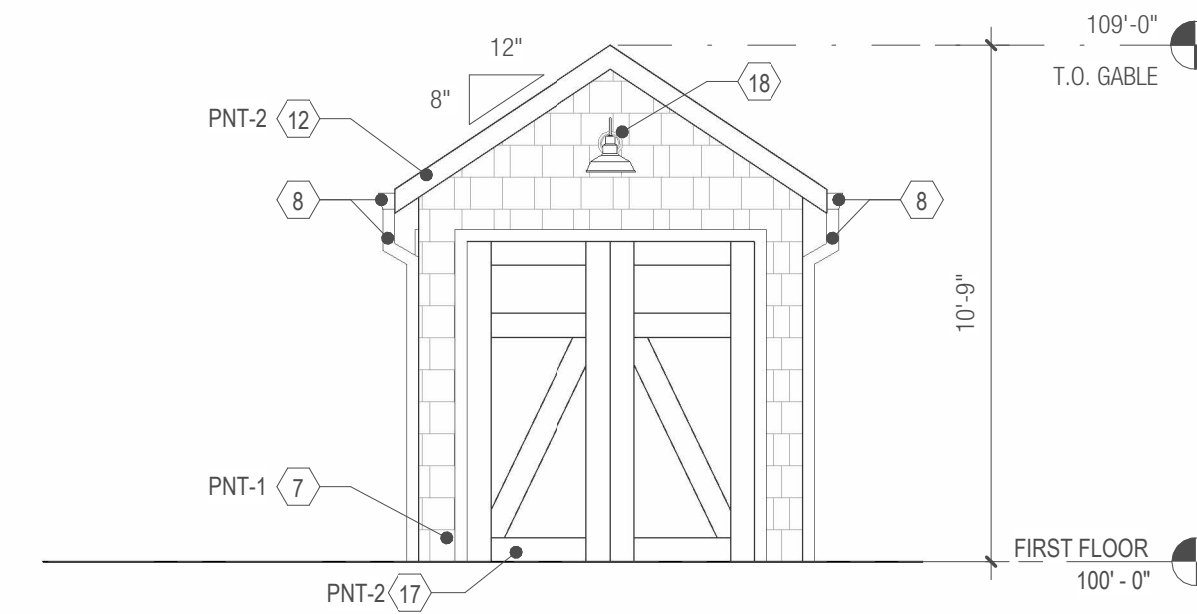 109'-0"
T.O. GABLE
12"
8"
18
PNT-2 12
8
8
10'-9"
PNT-1 7
FIRST FLOOR
100' - 0"
PNT-2 17